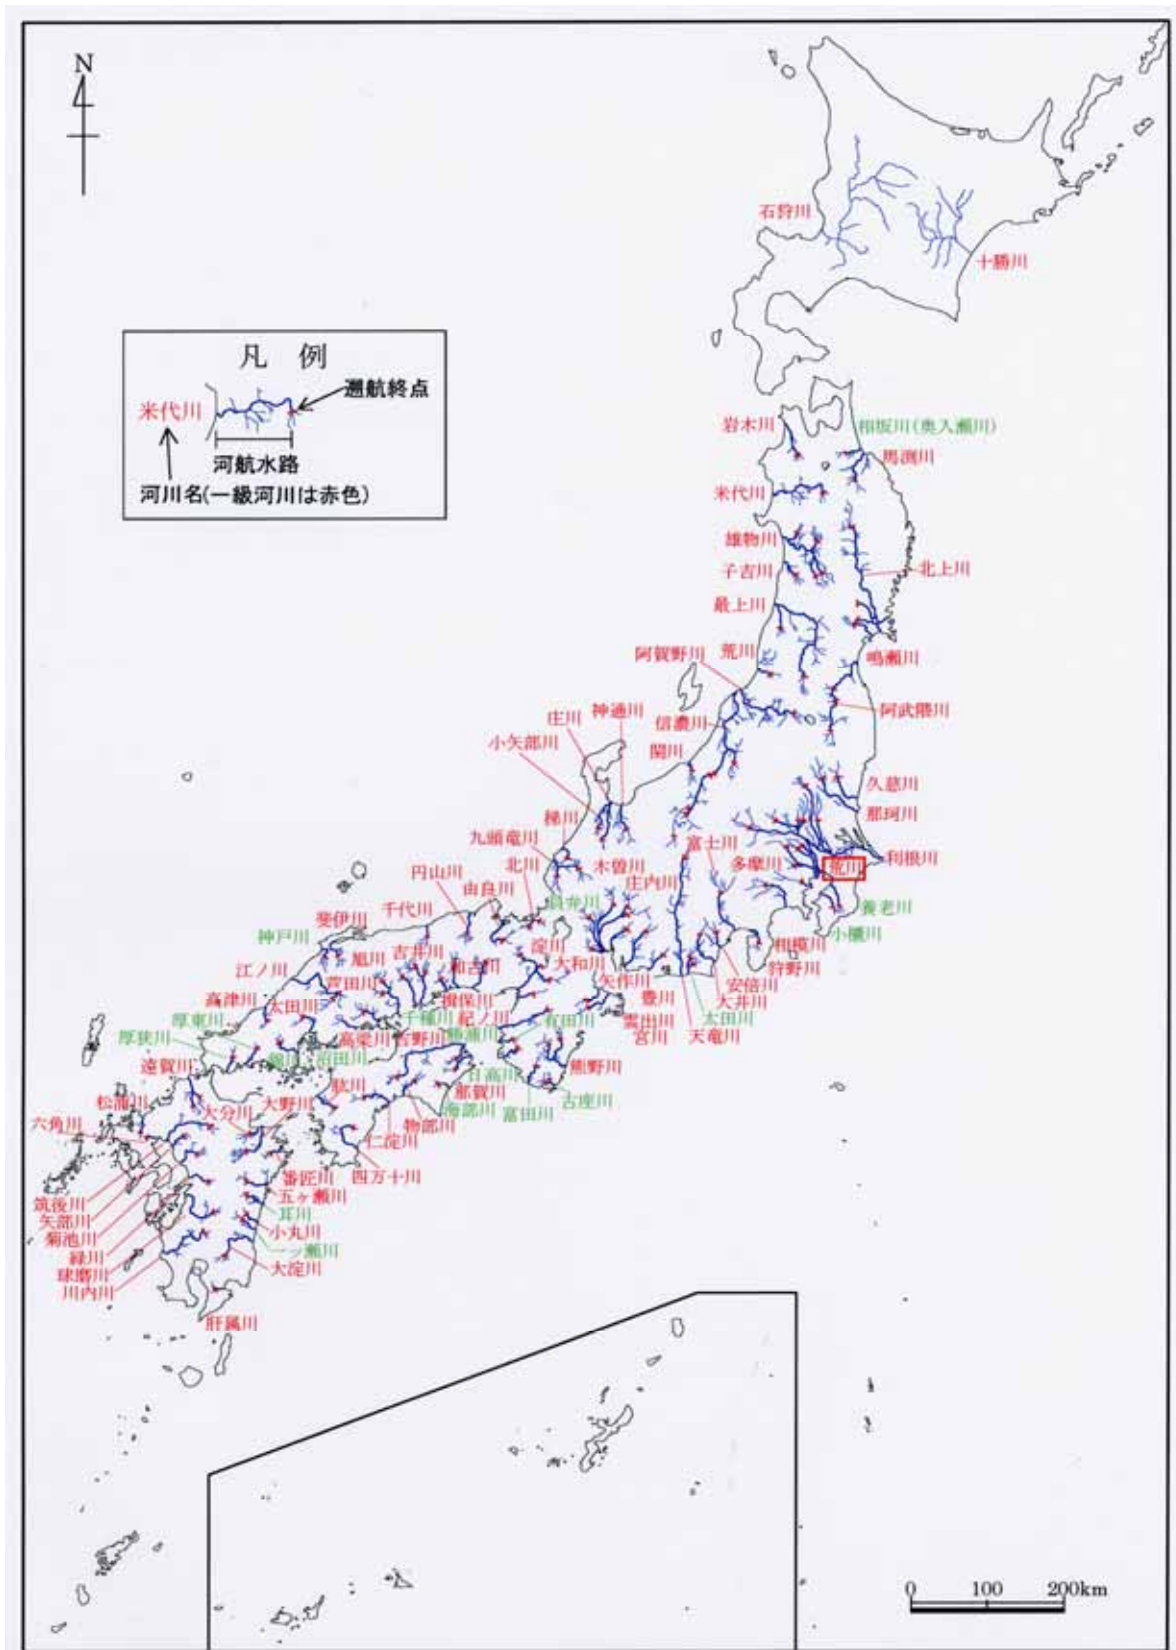 N
石狩川
十勝川
凡 例
米代川
遡航終点
河航水路
河川名(一級河川は赤色)
岩木川
相坂川(奥入瀬川)
馬淵川
米代川
雄物川
子吉川
北上川
最上川
荒川
鳴瀬川
阿賀野川
阿武隈川
庄川
神通川
信濃川
小矢部川
関川
久慈川
那珂川
梯川
九頭竜川
富士川
利根川
北川
木曽川
多摩川
荒川
円山川
由良川
庄内川
員弁川
養老川
千代川
小櫃川
斐伊川
神戸川
旭川
吉井川
淀川
相模川
江ノ川
芦田川
加古川
大和川
狩野川
矢作川
安倍川
高津川
太田川
揖保川
豊川
大井川
厚東川
千種川
紀ノ川
有田川
雲出川
太田川
厚狭川
高梁川
吉野川
勝浦川
宮川
天竜川
錦川
沼田川
遠賀川
日高川
熊野川
肱川
那賀川
古座川
松浦川
大分川
大野川
海部川
富田川
六角川
物部川
仁淀川
番匠川
四万十川
筑後川
五ヶ瀬川
矢部川
耳川
菊池川
小丸川
緑川
一ッ瀬川
球磨川
大淀川
川内川
肝属川
0 100 200km